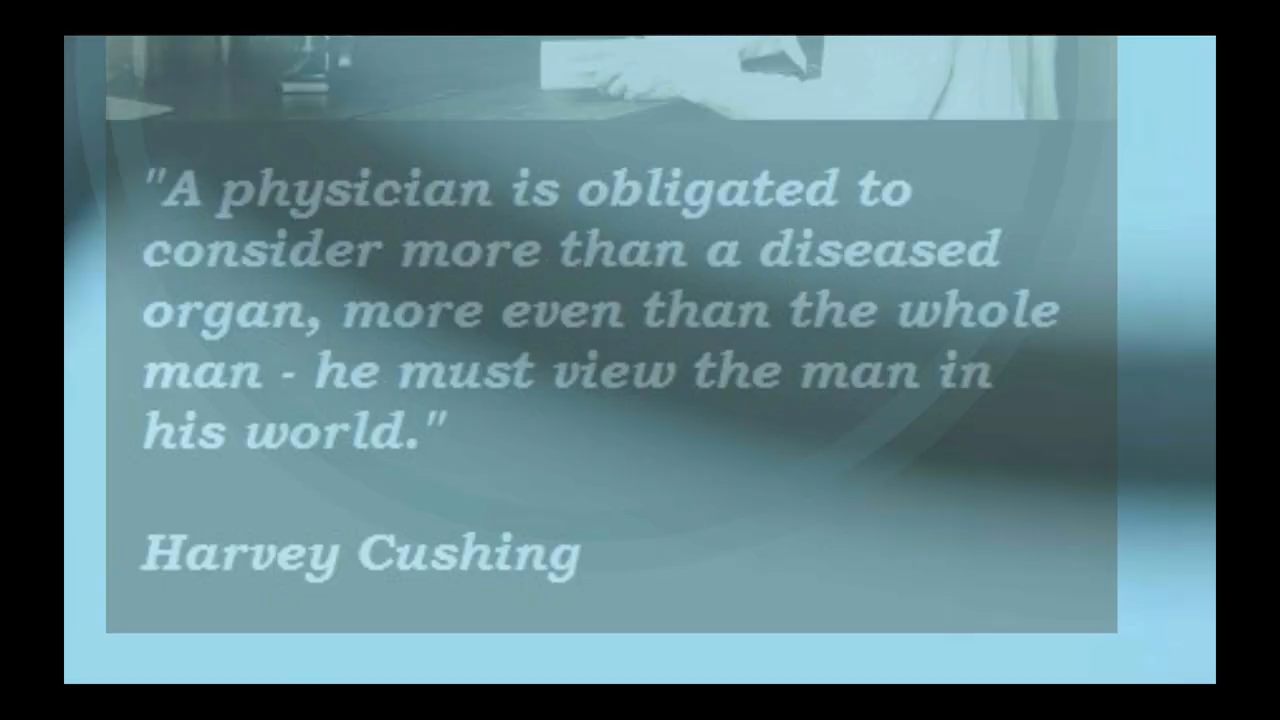 "A physician is obligated to
consider more than a diseased
organ, more even than the whole
man - he must view the man in
his world."
Harvey Cushing